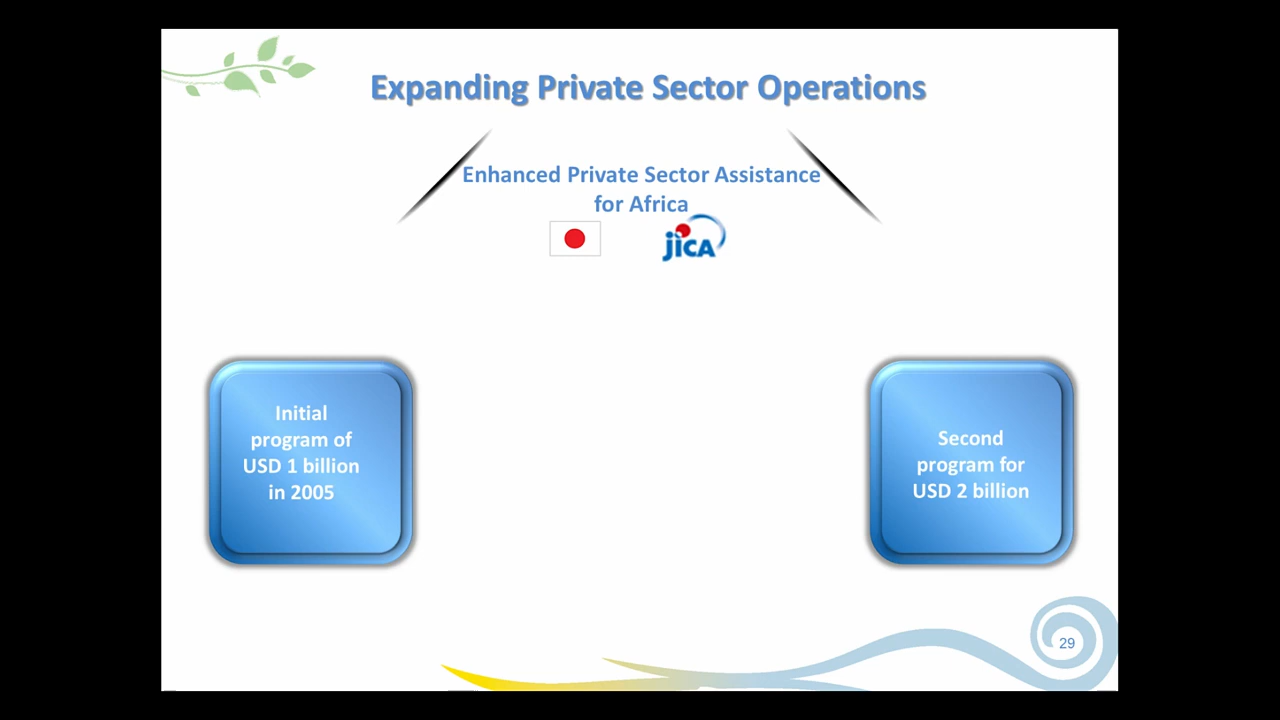 Expanding Private Sector Operations
Enhanced Private Sector Assistance
for Africa
jICA
Initial
program of
USD 1 billion
in 2005
Second
program for
USD 2 billion
29